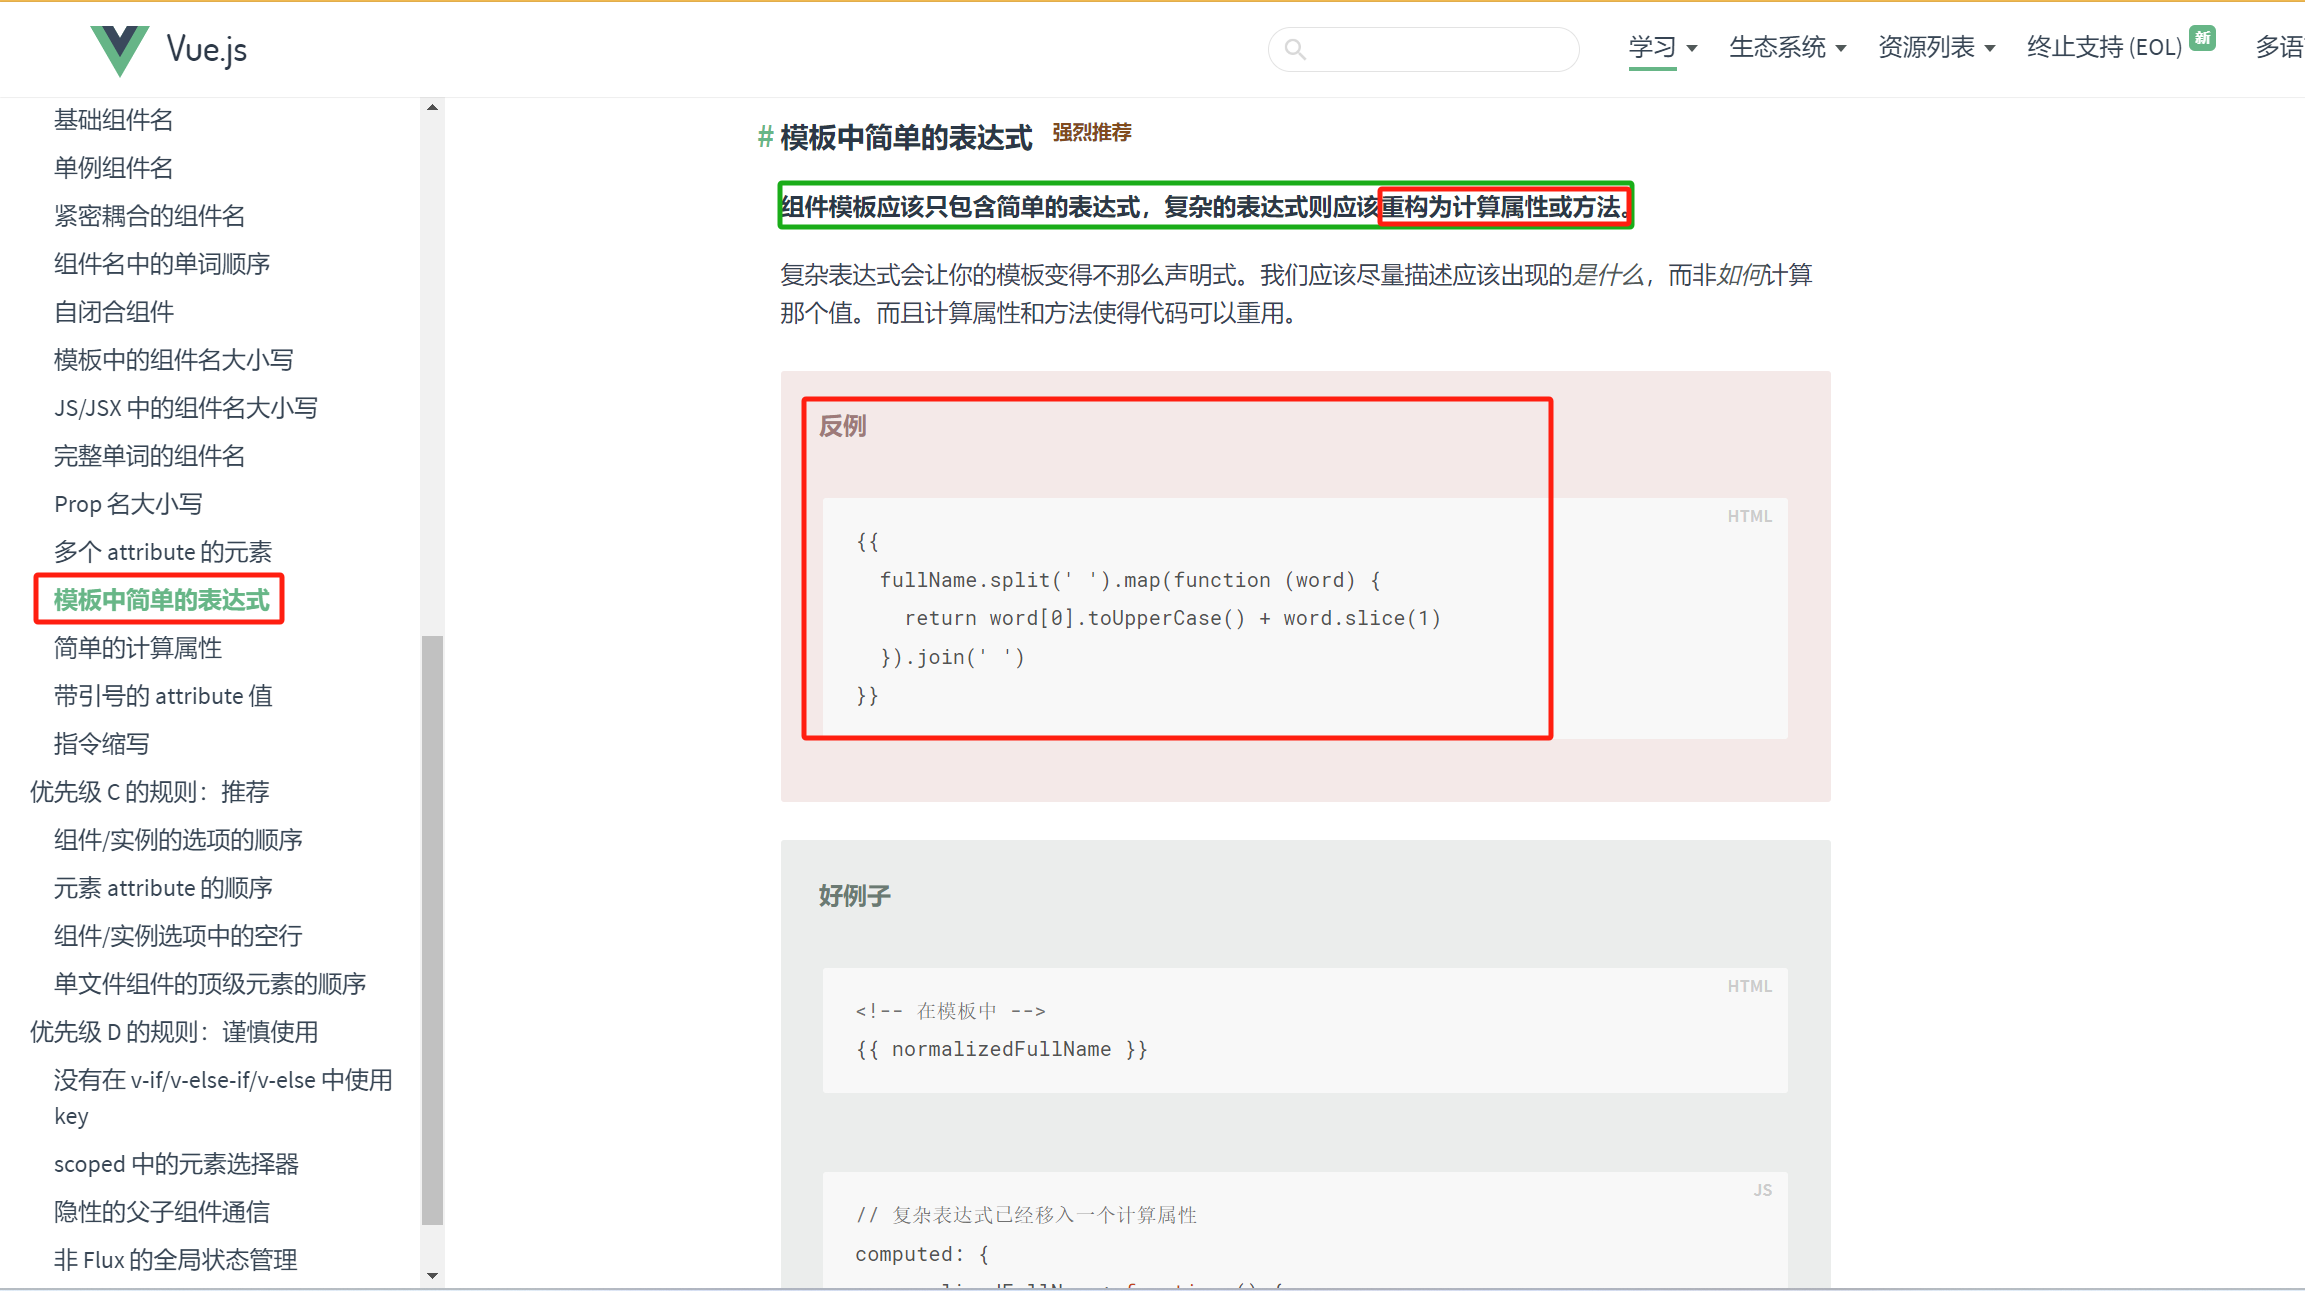 Vue.js
学习
生态系统
资源列表
终止支持 (EOL) 新
多语
基础组件名
单例组件名
紧密耦合的组件名
组件名中的单词顺序
自闭合组件
模板中的组件名大小写
JS/JSX 中的组件名大小写
完整单词的组件名
Prop 名大小写
多个 attribute 的元素
模板中简单的表达式
简单的计算属性
带引号的 attribute 值
指令缩写
优先级 C 的规则：推荐
组件/实例的选项的顺序
元素 attribute 的顺序
组件/实例选项中的空行
单文件组件的顶级元素的顺序
优先级 D 的规则：谨慎使用
没有在 v-if/v-else-if/v-else 中使用
key
scoped 中的元素选择器
隐性的父子组件通信
非 Flux 的全局状态管理
# 模板中简单的表达式 强烈推荐
组件模板应该只包含简单的表达式，复杂的表达式则应该重构为计算属性或方法。
复杂表达式会让你的模板变得不那么声明式。我们应该尽量描述应该出现的是什么，而非如何计算
那个值。而且计算属性和方法使得代码可以重用。
反例
HTML
{{
  fullName.split(' ').map(function (word) {
    return word[0].toUpperCase() + word.slice(1)
  }).join(' ')
}}
好例子
HTML
<!-- 在模板中 -->
{{ normalizedFullName }}
JS
// 复杂表达式已经移入一个计算属性
computed: {